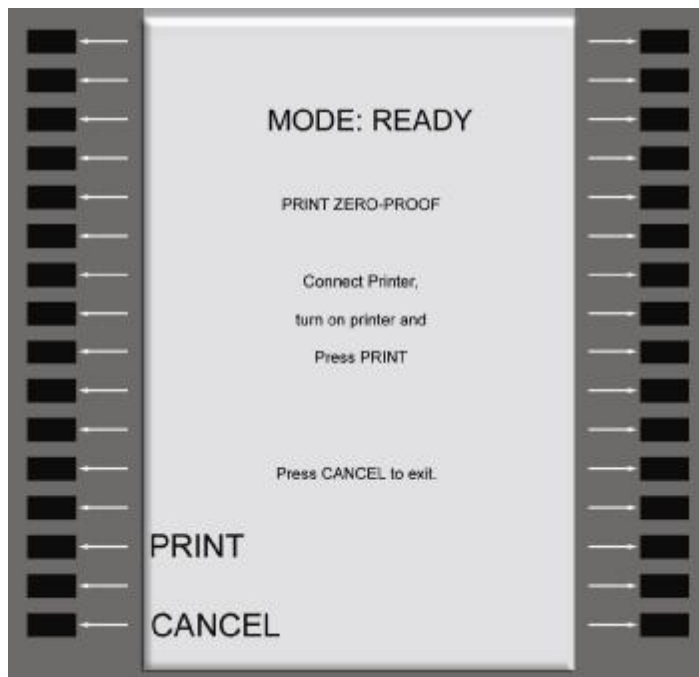 MODE: READY
PRINT ZERO-PROOF
Connect Printer,
turn on printer and
Press PRINT
Press CANCEL to exit.
PRINT
CANCEL